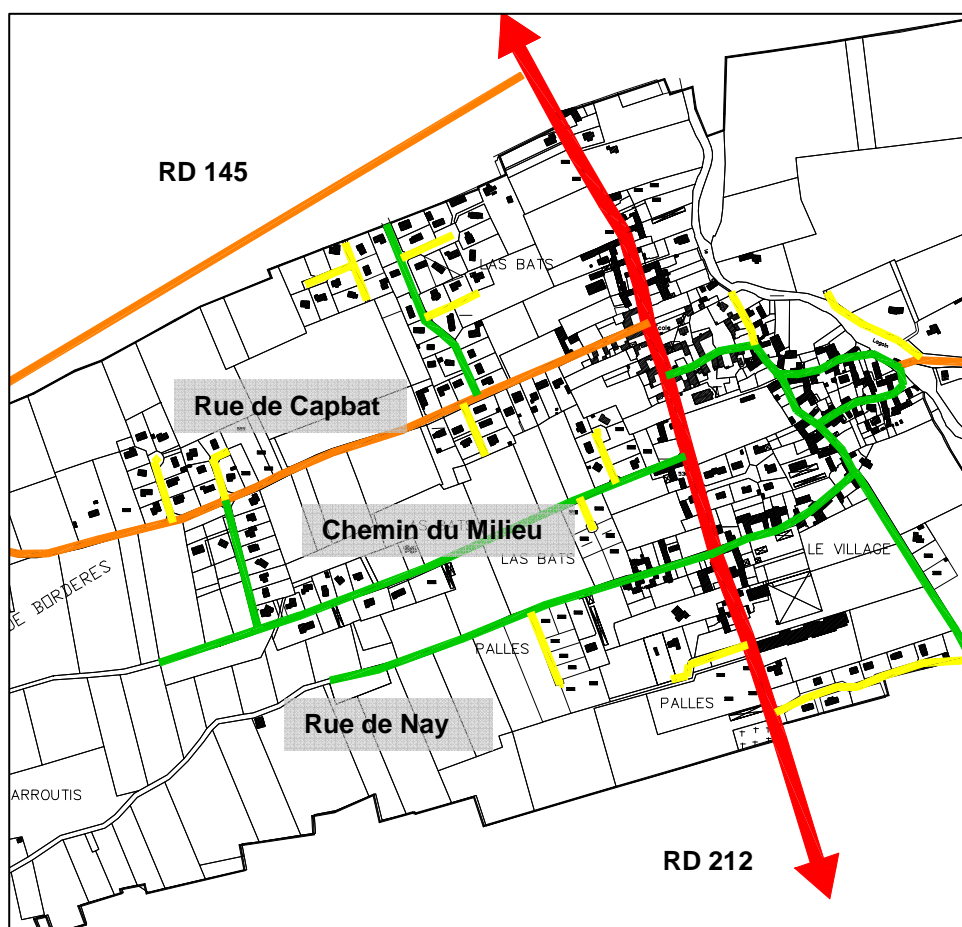 RD 145
LAS BATS
Lagoin
Rue de Capbat
Chemin du Milieu
LAS BATS
LE VILLAGE
DE BORDERES
PALLES
PALLES
Rue de Nay
ARROUTIS
RD 212